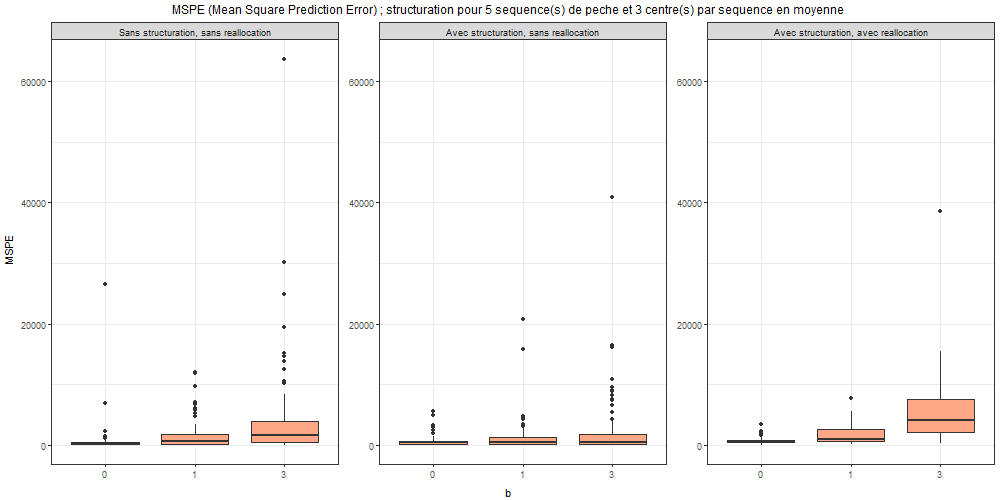 MSPE (Mean Square Prediction Error) ; structuration pour 5 sequence(s) de peche et 3 centre(s) par sequence en moyenne
Sans structuration, sans reallocation
Avec structuration, sans reallocation
Avec structuration, avec reallocation
MSPE
60000
40000
20000
0
60000
40000
20000
0
60000
40000
20000
0
0 1 3
0 1 3
0 1 3
b